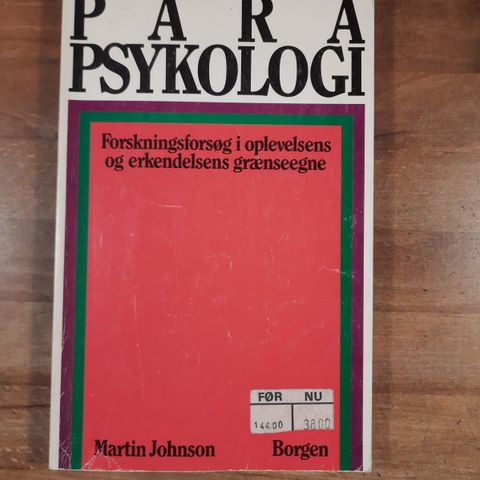 PARA
PSYKOLOGI
Forskningsforsøg i oplevelsens
og erkendelsens grænseegne
FØR NU
144.00 38.00
Martin Johnson Borgen